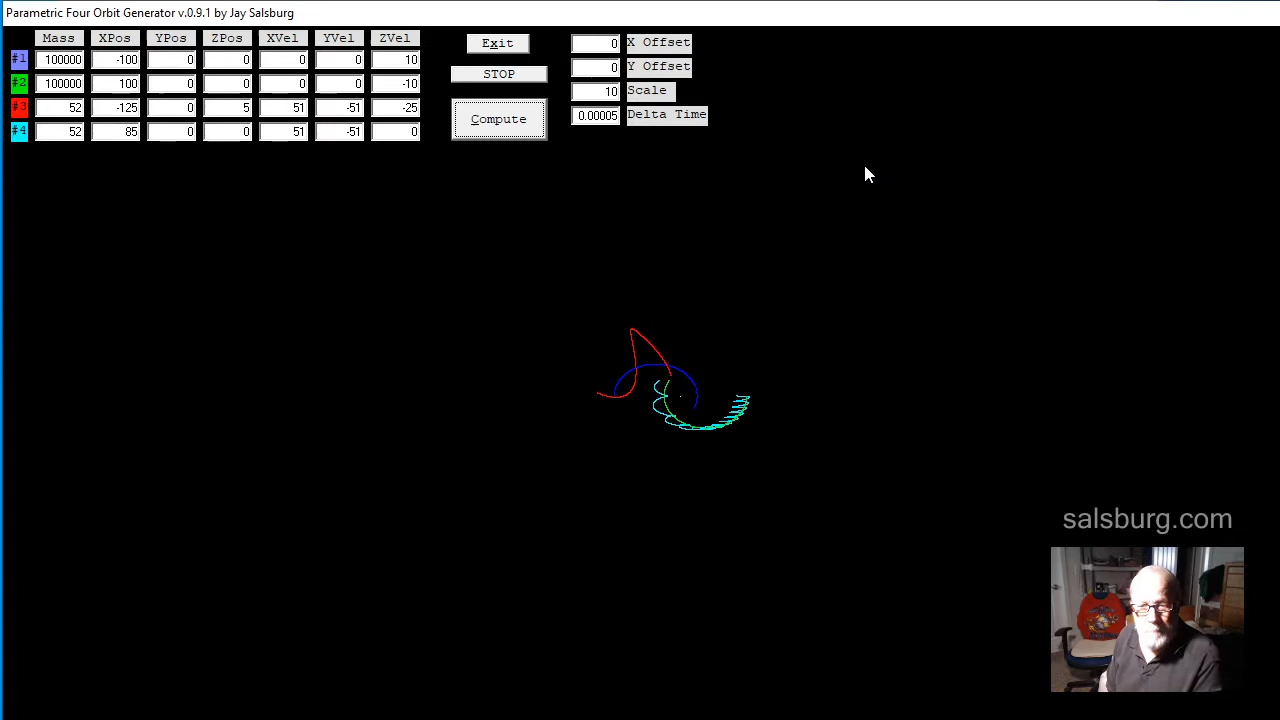 Parametric Four Orbit Generator v.0.9.1 by Jay Salsburg
Mass XPos YPos ZPos XVel YVel ZVel
#1 100000 -100 0 0 0 0 10
#2 100000 100 0 0 0 0 -10
#3 52 -125 0 5 51 -51 -25
#4 52 85 0 0 51 -51 0
Exit
STOP
Compute
0 X Offset
0 Y Offset
10 Scale
0.00005 Delta Time
salsburg.com